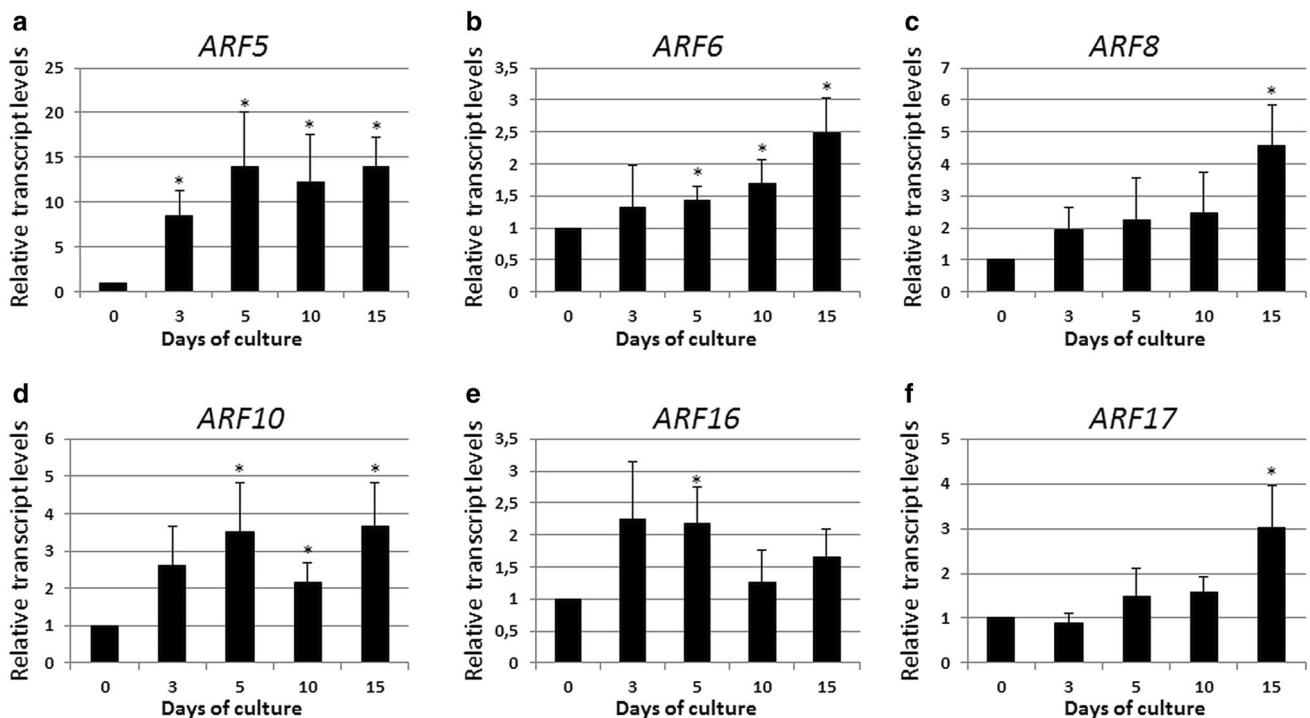 a
ARF5
Relative transcript levels
25
20
15
10
5
0
0 3 5 10 15
Days of culture
* * * *
b
ARF6
Relative transcript levels
3,5
3
2,5
2
1,5
1
0,5
0
0 3 5 10 15
Days of culture
* * *
c
ARF8
Relative transcript levels
7
6
5
4
3
2
1
0
0 3 5 10 15
Days of culture
*
d
ARF10
Relative transcript levels
6
5
4
3
2
1
0
0 3 5 10 15
Days of culture
* * *
e
ARF16
Relative transcript levels
3,5
3
2,5
2
1,5
1
0,5
0
0 3 5 10 15
Days of culture
*
f
ARF17
Relative transcript levels
5
4
3
2
1
0
0 3 5 10 15
Days of culture
*